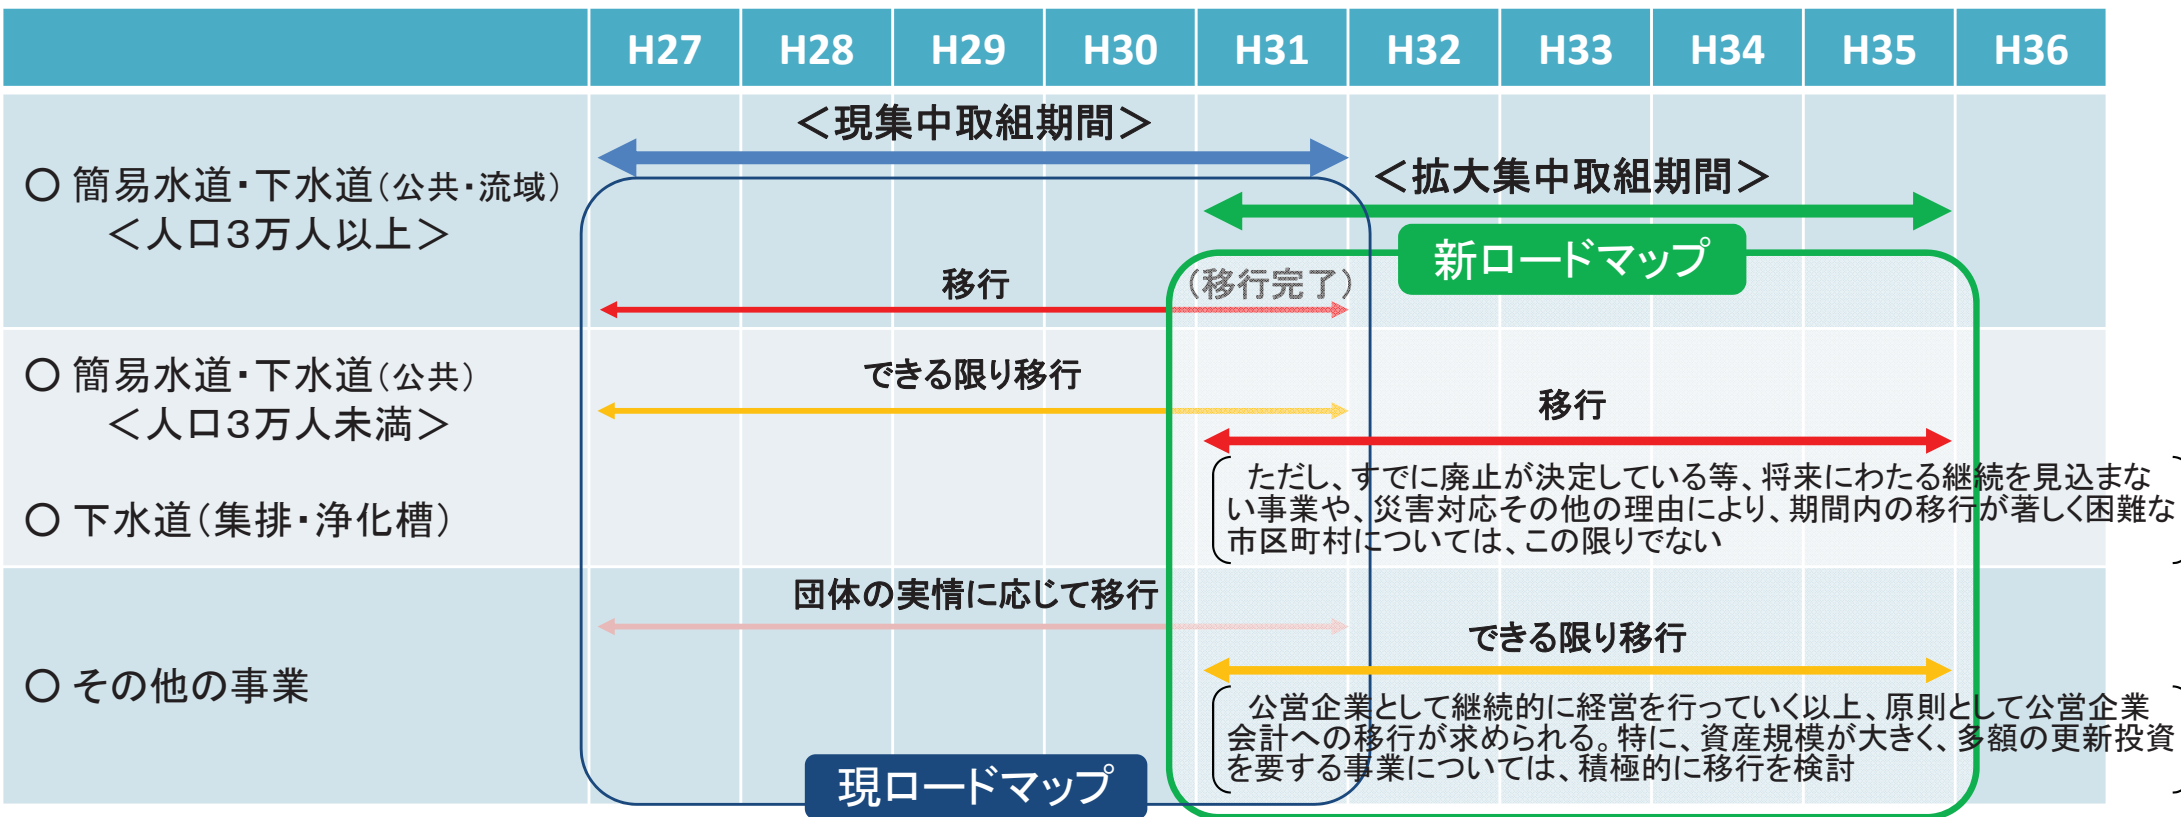 H27 H28 H29 H30 H31 H32 H33 H34 H35 H36
＜現集中取組期間＞
＜拡大集中取組期間＞
新ロードマップ
○ 簡易水道・下水道（公共・流域）
＜人口３万人以上＞
移行
（移行完了）
○ 簡易水道・下水道（公共）
＜人口３万人未満＞
○ 下水道（集排・浄化槽）
できる限り移行
移行
ただし、すでに廃止が決定している等、将来にわたる継続を見込まな
い事業や、災害対応その他の理由により、期間内の移行が著しく困難な
市区町村については、この限りでない
○ その他の事業
団体の実情に応じて移行
できる限り移行
公営企業として継続的に経営を行っていく以上、原則として公営企業
会計への移行が求められる。特に、資産規模が大きく、多額の更新投資
を要する事業については、積極的に移行を検討
現ロードマップ